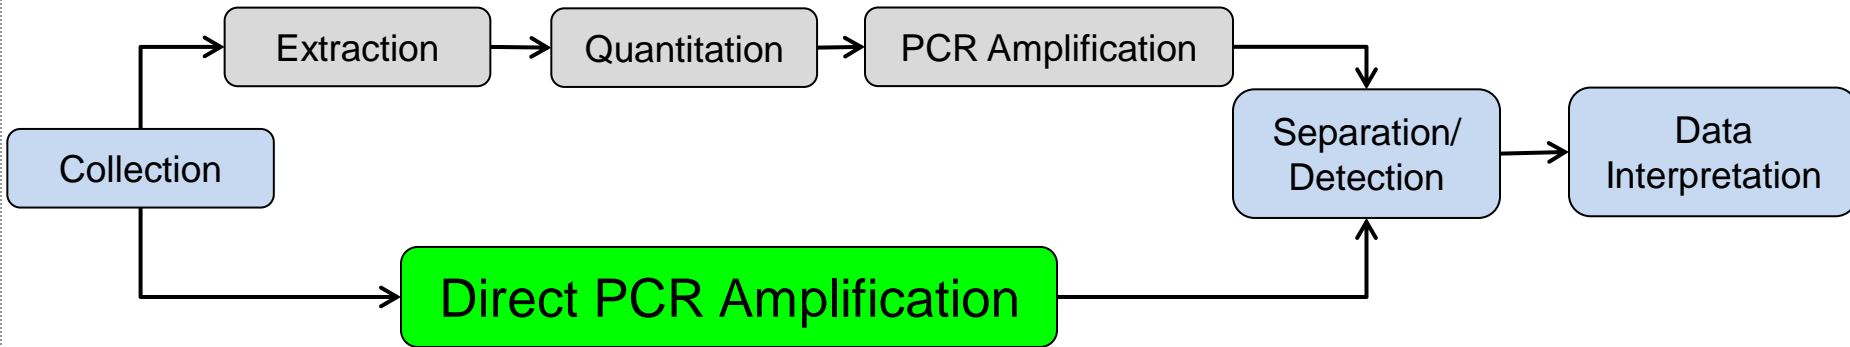 Extraction
Quantitation
PCR Amplification
Collection
Separation/
Detection
Data
Interpretation
Direct PCR Amplification